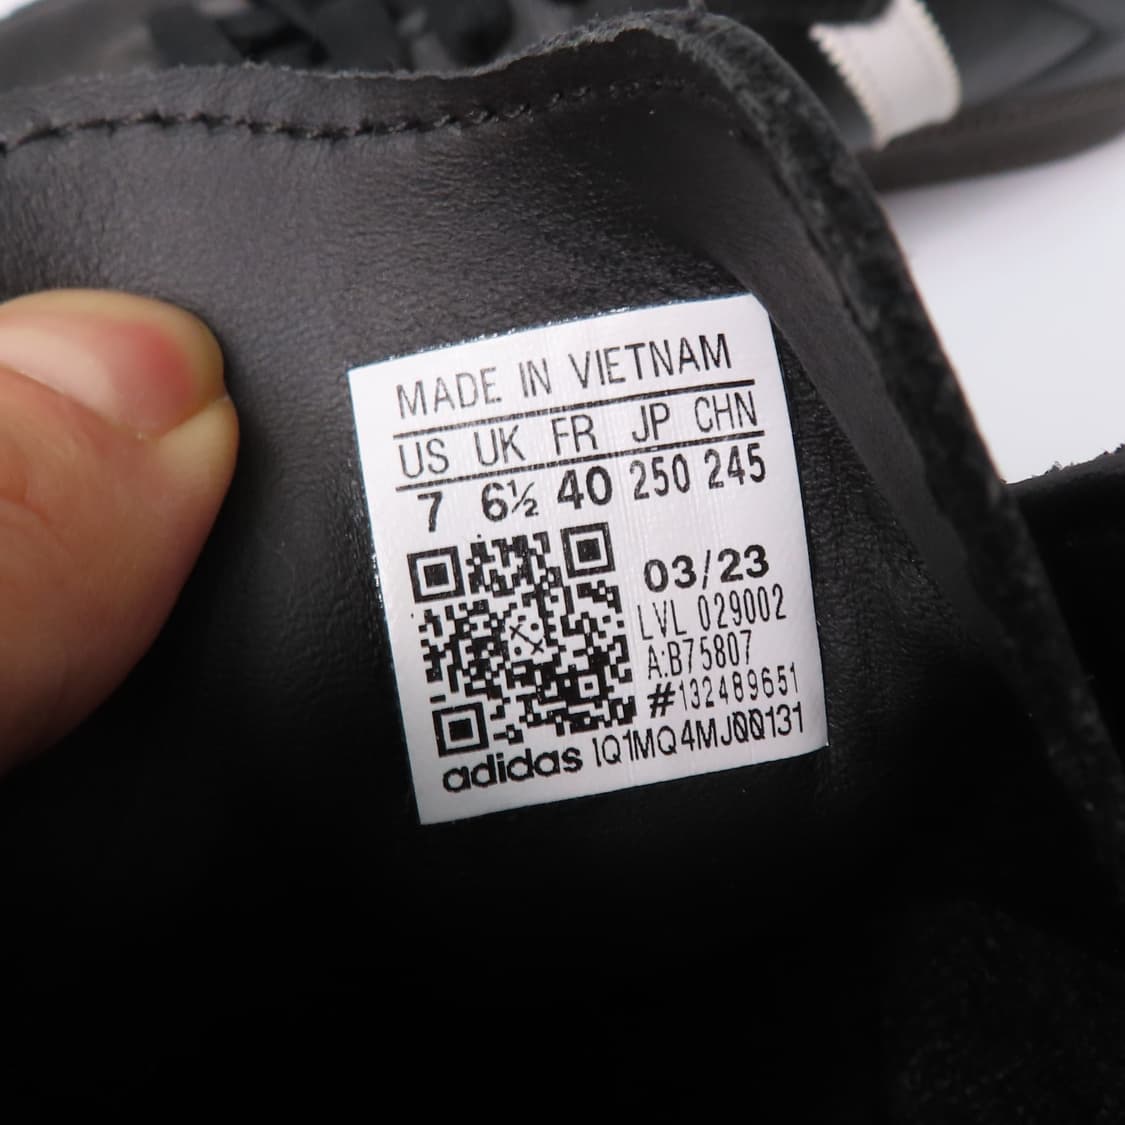 MADE IN VIETNAM
US UK FR JP CHN
7 6½ 40 250 245
03/23
LVL 029002
A:B75807
#132489651
adidas 1Q1MQ4MJ00131